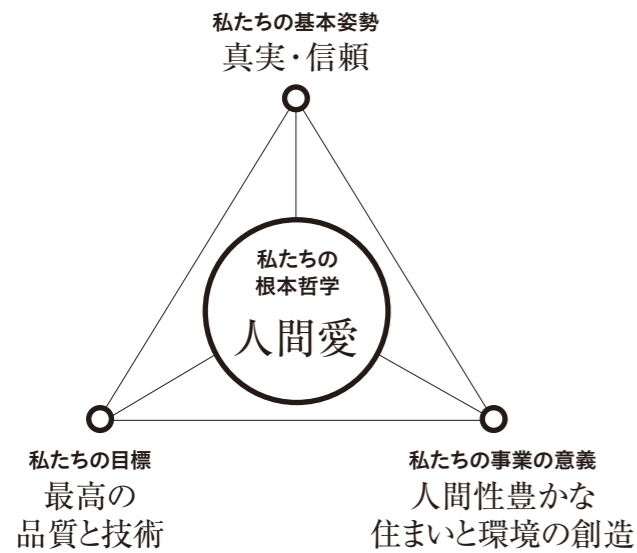 私たちの基本姿勢
真実・信頼
私たちの
根本哲学
人間愛
私たちの目標
最高の
品質と技術
私たちの事業の意義
人間性豊かな
住まいと環境の創造